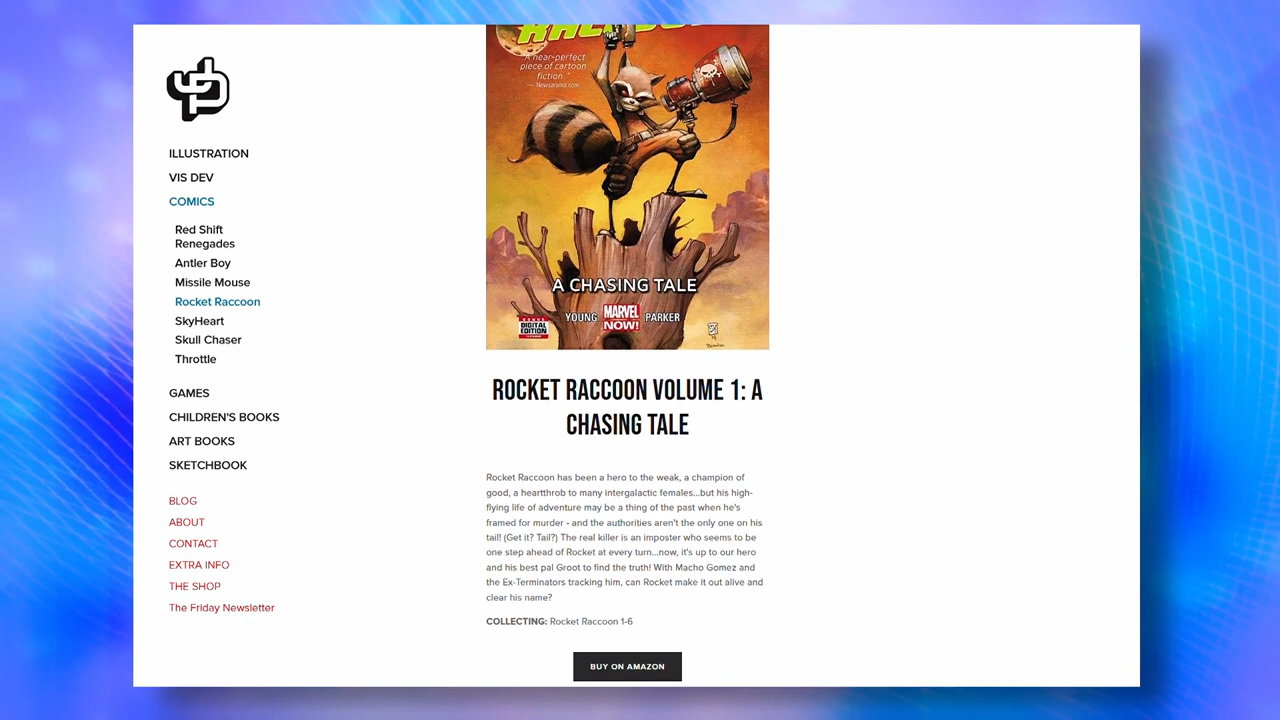 ILLUSTRATION
VIS DEV
COMICS
Red Shift
Renegades
Antler Boy
Missile Mouse
Rocket Raccoon
SkyHeart
Skull Chaser
Throttle
GAMES
CHILDREN'S BOOKS
ART BOOKS
SKETCHBOOK
BLOG
ABOUT
CONTACT
EXTRA INFO
THE SHOP
The Friday Newsletter
"A near-perfect
piece of cartoon
fiction."
— Newsarama.com
A CHASING TALE
BONUS
DIGITAL
EDITION
YOUNG MARVEL NOW! PARKER
ROCKET RACCOON VOLUME 1: A
CHASING TALE
Rocket Raccoon has been a hero to the weak, a champion of
good, a heartthrob to many intergalactic females...but his high-
flying life of adventure may be a thing of the past when he's
framed for murder - and the authorities aren't the only one on his
tail! (Get it? Tail?) The real killer is an imposter who seems to be
one step ahead of Rocket at every turn...now, it's up to our hero
and his best pal Groot to find the truth! With Macho Gomez and
the Ex-Terminators tracking him, can Rocket make it out alive and
clear his name?
COLLECTING: Rocket Raccoon 1-6
BUY ON AMAZON